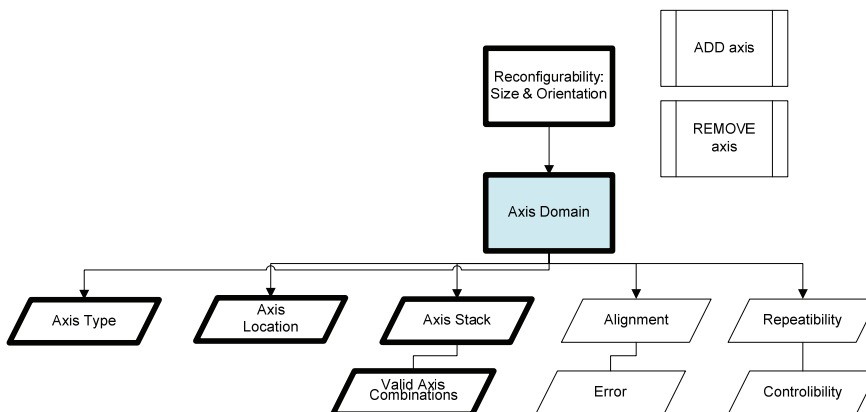 Reconfigurability:
Size & Orientation
ADD axis
REMOVE
axis
Axis Domain
Axis Type
Axis
Location
Axis Stack
Alignment
Repeatibility
Valid Axis
Combinations
Error
Controlibility